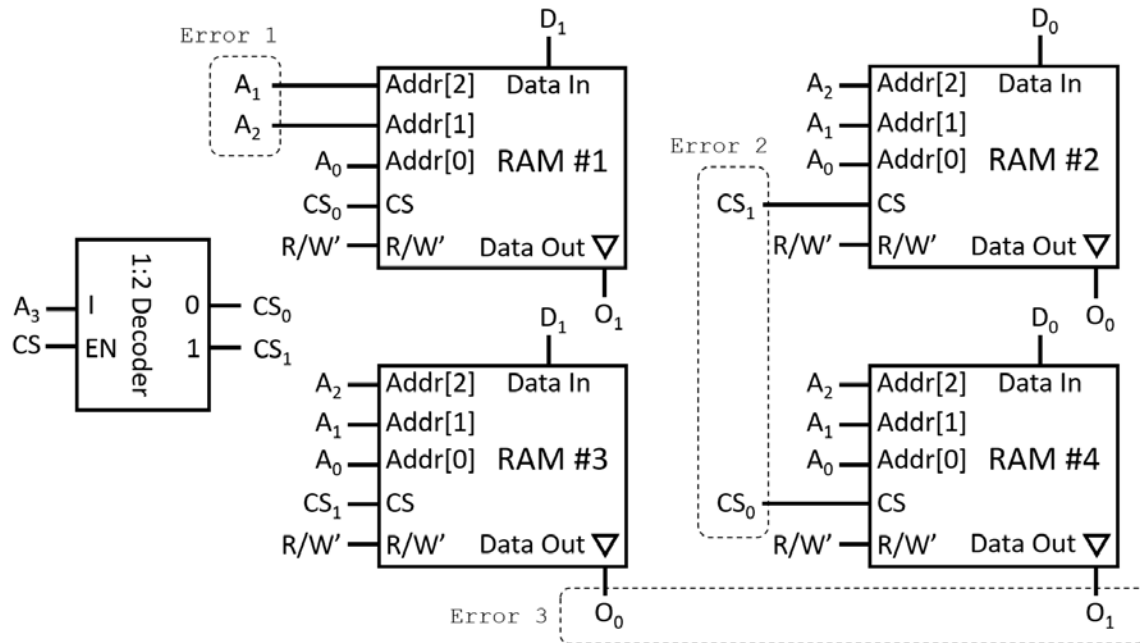 Error 1
D₁
A₁
Addr[2]
Data In
A₂
Addr[1]
A₀
Addr[0]
RAM #1
CS₀
CS
R/W'
R/W'
Data Out
O₁
D₀
A₂
Addr[2]
Data In
A₁
Addr[1]
A₀
Addr[0]
RAM #2
Error 2
CS₁
CS
R/W'
R/W'
Data Out
O₀
1:2 Decoder
A₃
I
0
CS₀
CS
EN
1
CS₁
D₁
A₂
Addr[2]
Data In
A₁
Addr[1]
A₀
Addr[0]
RAM #3
CS₁
CS
R/W'
R/W'
Data Out
D₀
A₂
Addr[2]
Data In
A₁
Addr[1]
A₀
Addr[0]
RAM #4
CS₀
CS
R/W'
R/W'
Data Out
Error 3
O₀
O₁